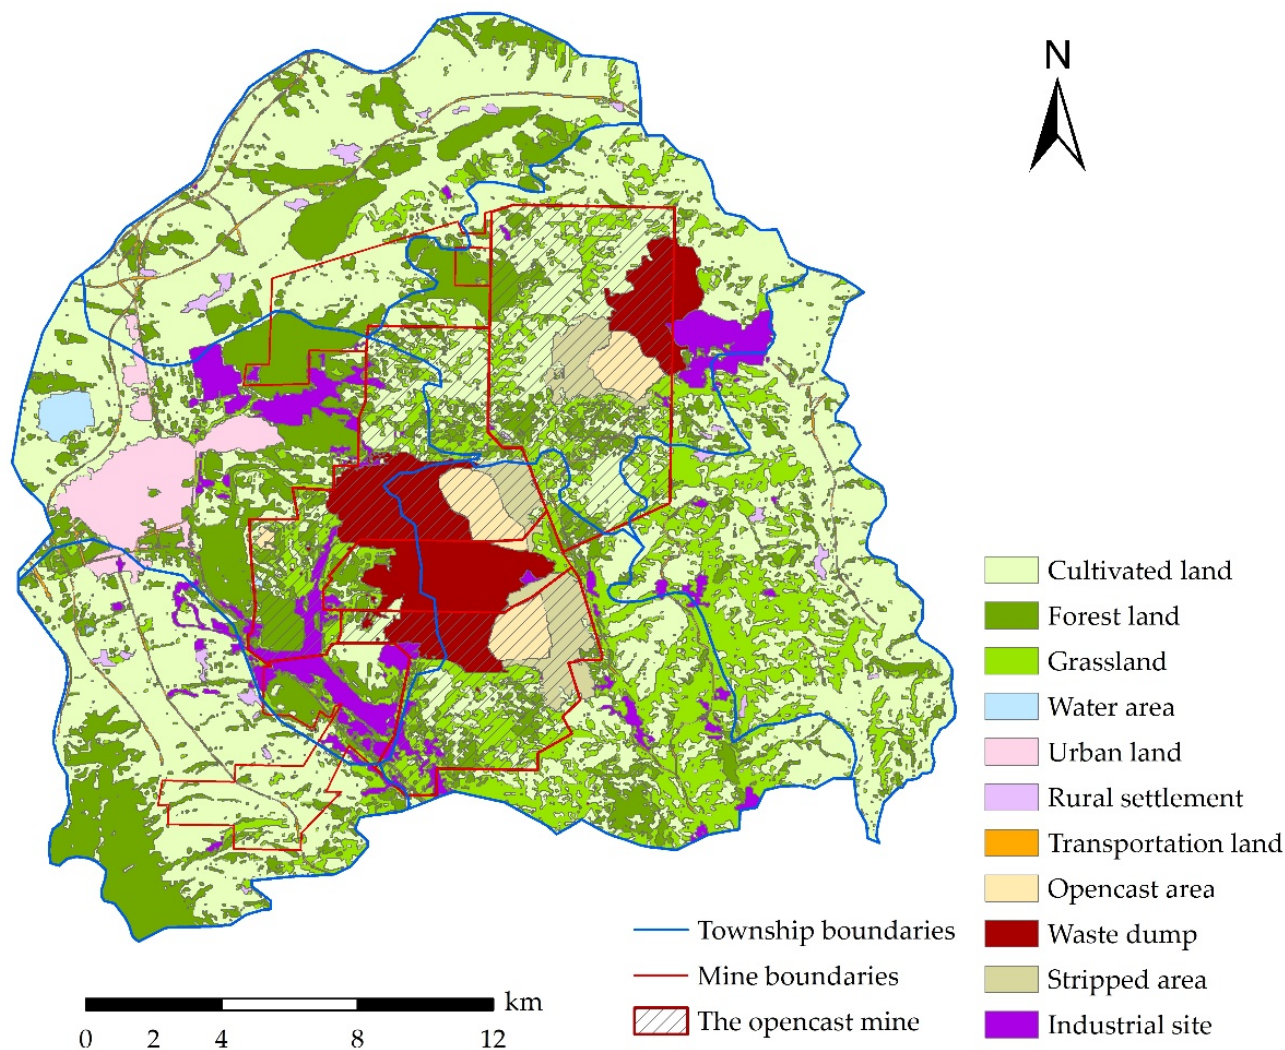 N
Cultivated land
Forest land
Grassland
Water area
Urban land
Rural settlement
Transportation land
Opencast area
Waste dump
Stripped area
Industrial site
Township boundaries
Mine boundaries
The opencast mine
km
0 2 4 8 12